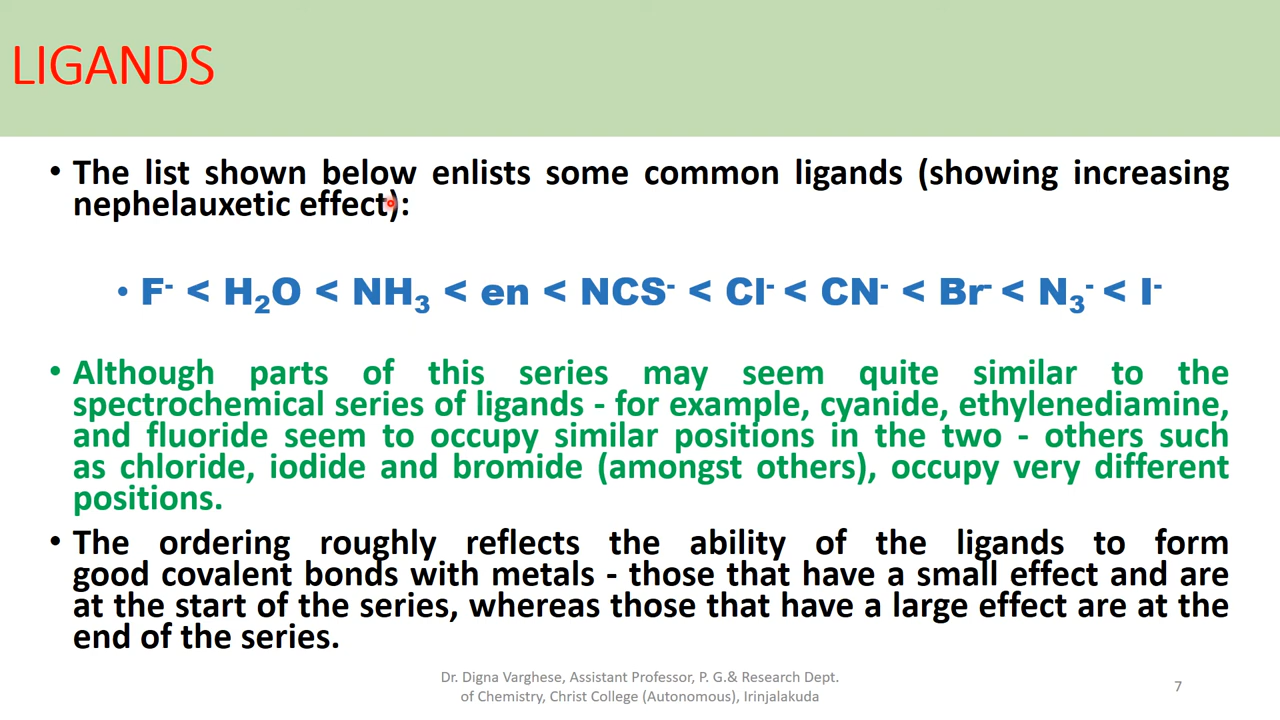 LIGANDS
• The list shown below enlists some common ligands (showing increasing
nephelauxetic effect):
• F⁻ < H₂O < NH₃ < en < NCS⁻ < Cl⁻ < CN⁻ < Br⁻ < N₃⁻ < I⁻
• Although parts of this series may seem quite similar to the
spectrochemical series of ligands - for example, cyanide, ethylenediamine,
and fluoride seem to occupy similar positions in the two - others such
as chloride, iodide and bromide (amongst others), occupy very different
positions.
• The ordering roughly reflects the ability of the ligands to form
good covalent bonds with metals - those that have a small effect and are
at the start of the series, whereas those that have a large effect are at the
end of the series.
Dr. Digna Varghese, Assistant Professor, P. G.& Research Dept.
of Chemistry, Christ College (Autonomous), Irinjalakuda
7